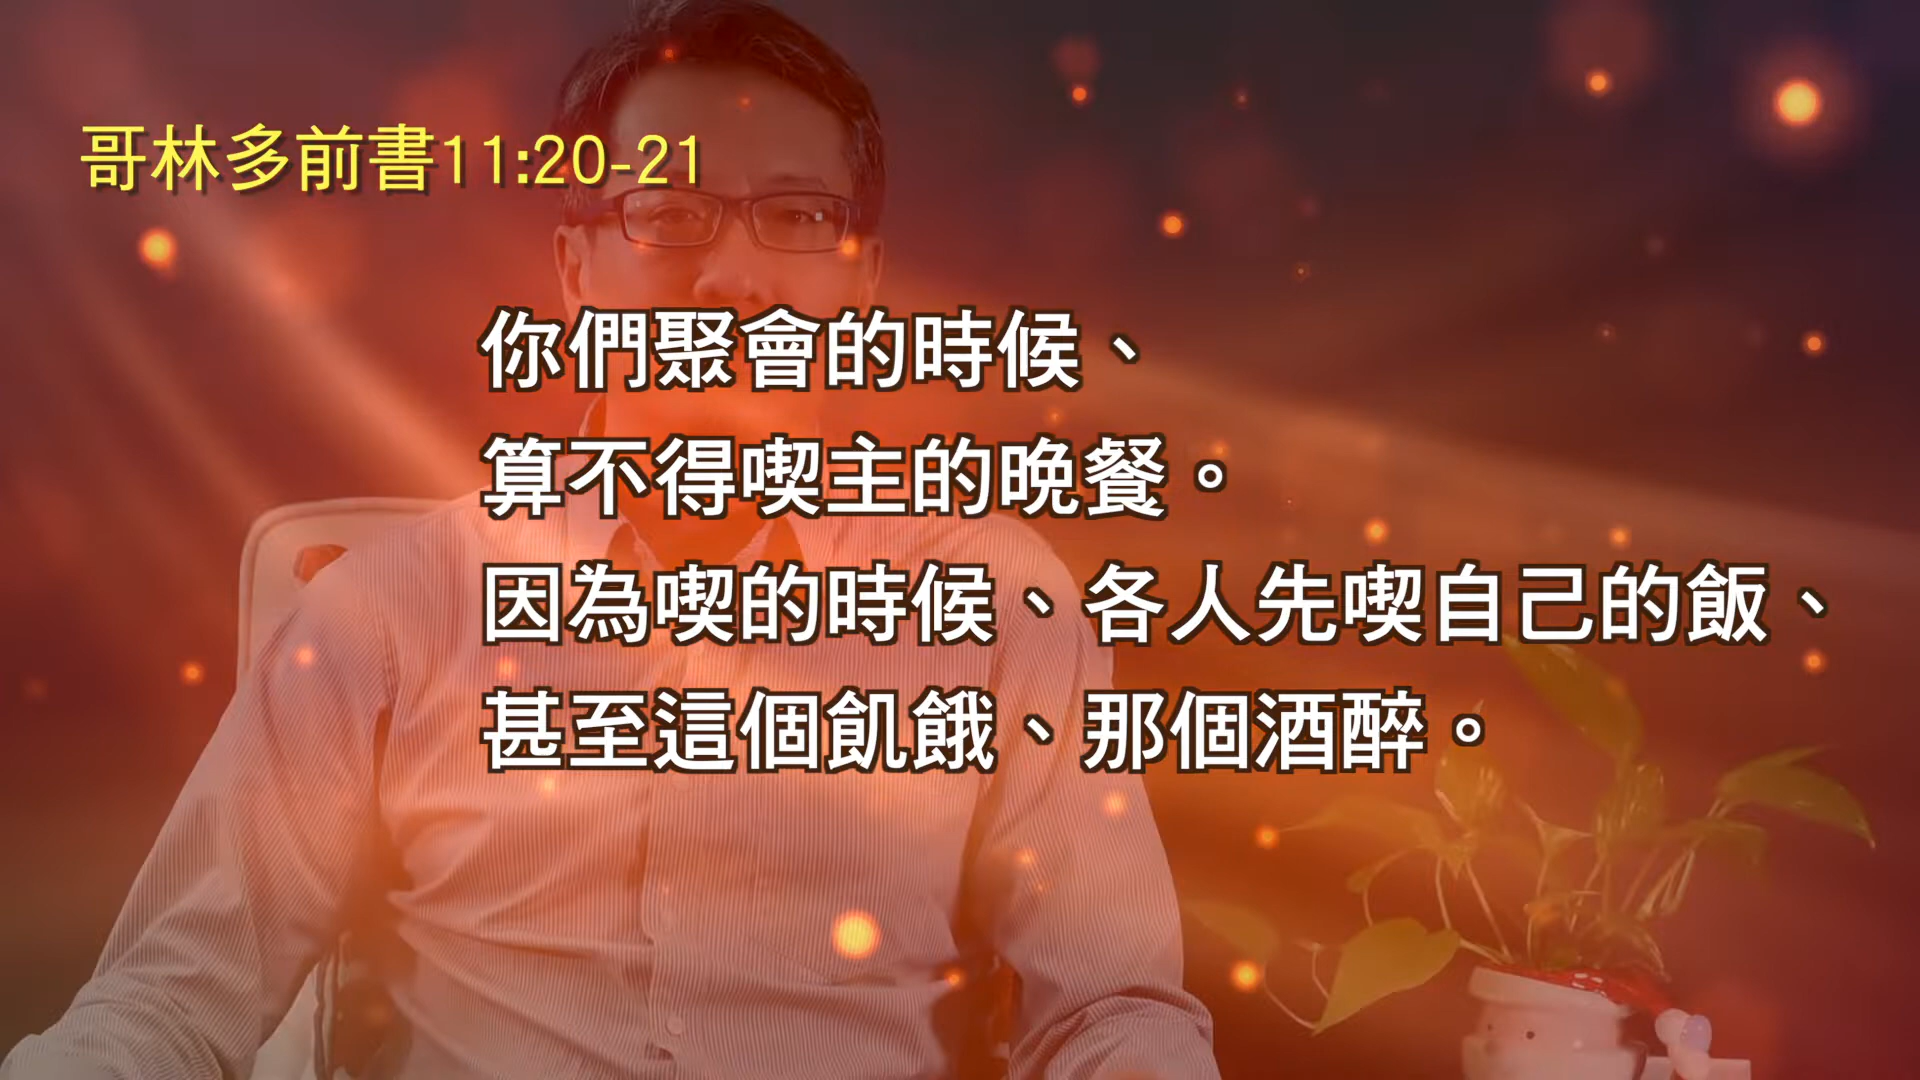 哥林多前書11:20-21
你們聚會的時候、
算不得喫主的晚餐。
因為喫的時候、各人先喫自己的飯、
甚至這個飢餓、那個酒醉。